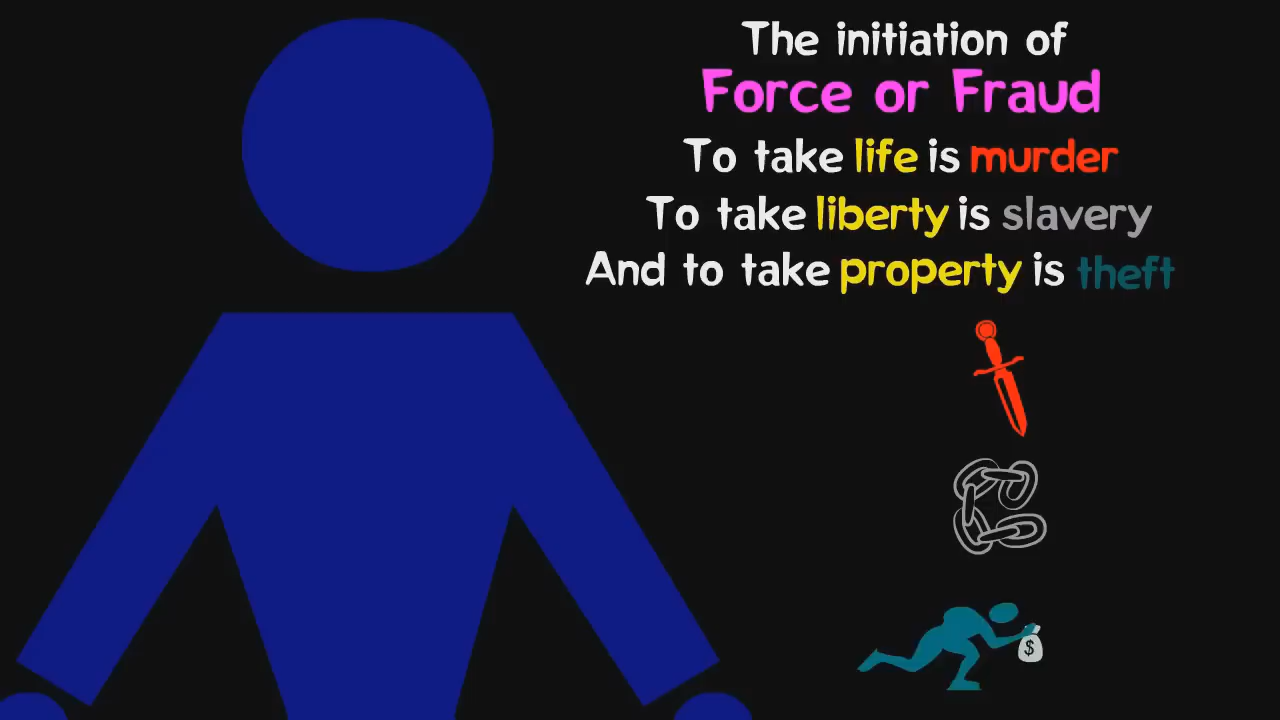 The initiation of
Force or Fraud
To take life is murder
To take liberty is slavery
And to take property is theft
$